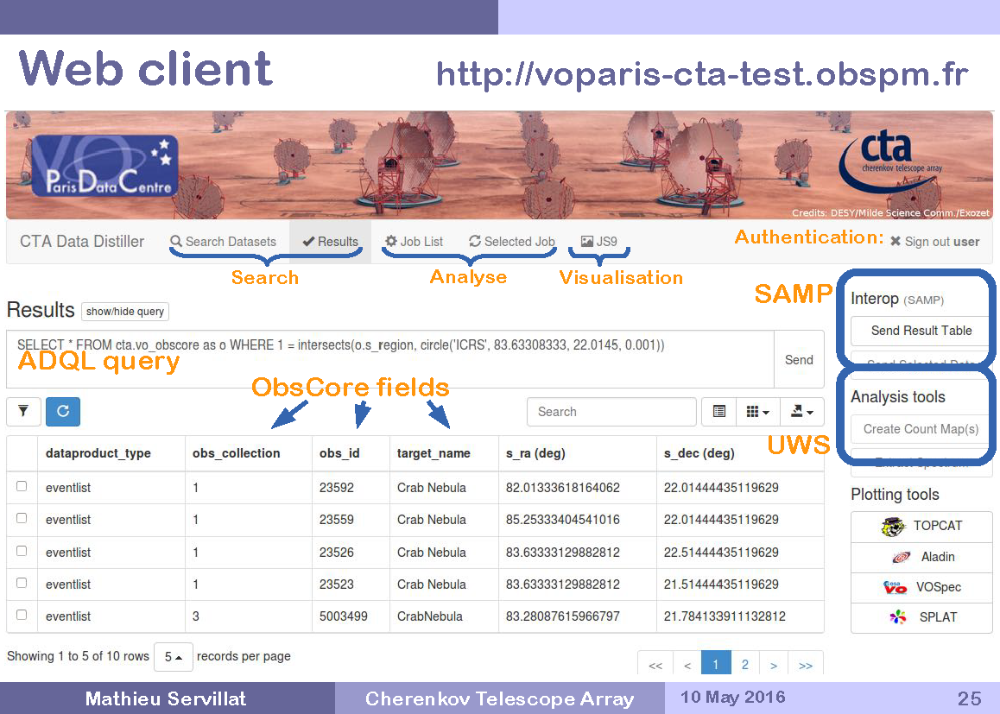 Web client
http://voparis-cta-test.obspm.fr
VO
Paris Data Centre
cta
cherenkov telescope array
Credits: DESY/Milde Science Comm./Exozet
CTA Data Distiller
Search Datasets
Results
Job List
Selected Job
JS9
Authentication:
Sign out user
Search
Analyse
Visualisation
Results
show/hide query
SAMP
Interop (SAMP)
Send Result Table
Send Selected Data
SELECT * FROM cta.vo_obscore as o WHERE 1 = intersects(o.s_region, circle('ICRS', 83.63308333, 22.0145, 0.001))
Send
ADQL query
ObsCore fields
Search
UWS
Analysis tools
Create Count Map(s)
Extract Spectrum
dataproduct_type obs_collection obs_id target_name s_ra (deg) s_dec (deg)
eventlist 1 23592 Crab Nebula 82.01333618164062 22.01444435119629
eventlist 1 23559 Crab Nebula 85.25333404541016 22.01444435119629
eventlist 1 23526 Crab Nebula 83.63333129882812 22.51444435119629
eventlist 1 23523 Crab Nebula 83.63333129882812 21.51444435119629
eventlist 3 5003499 CrabNebula 83.28087615966797 21.784133911132812
Plotting tools
TOPCAT
Aladin
esa
VO
VOSpec
SPLAT
Showing 1 to 5 of 10 rows 5 records per page
<< < 1 2 > >>
Mathieu Servillat
Cherenkov Telescope Array
10 May 2016
25